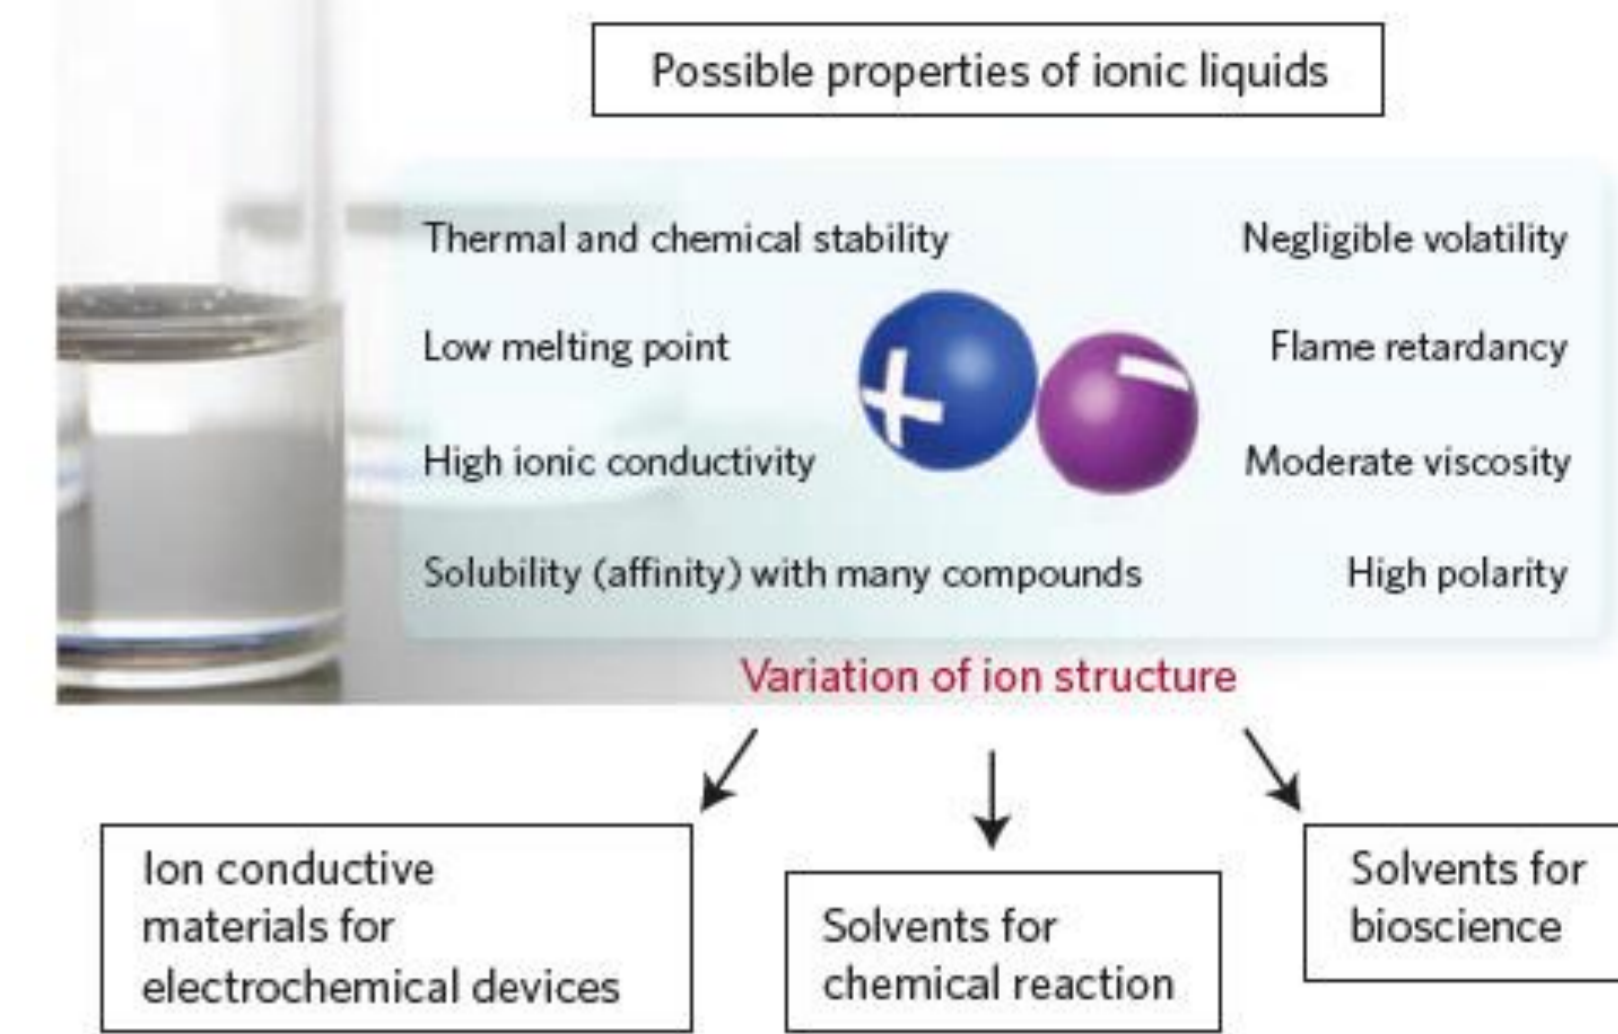 Possible properties of ionic liquids
Thermal and chemical stability
Negligible volatility
Low melting point
Flame retardancy
High ionic conductivity
Moderate viscosity
Solubility (affinity) with many compounds
High polarity
+
−
Variation of ion structure
Ion conductive
materials for
electrochemical devices
Solvents for
chemical reaction
Solvents for
bioscience